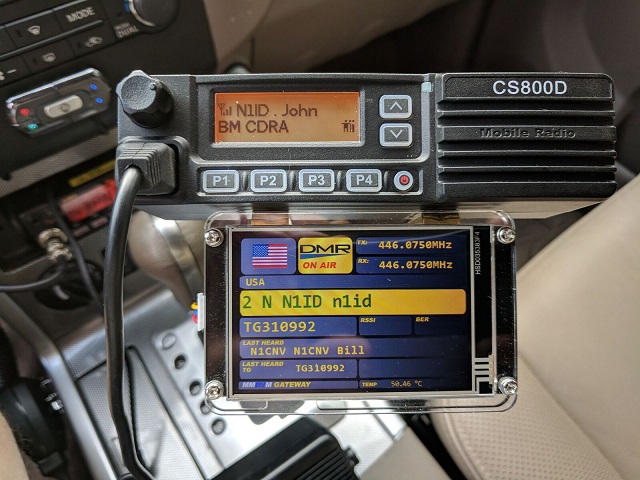 MODE
CS800D
N1ID . John
BM CDRA
Mobile Radio
P1 P2 P3 P4
DMR
ON AIR
TX: 446.0750MHz
RX: 446.0750MHz
USA
2 N N1ID n1id
TG310992
RSSI
BER
LAST HEARD
N1CNV N1CNV Bill
LAST HEARD
TO
TG310992
GATEWAY
TEMP 50.46 °C